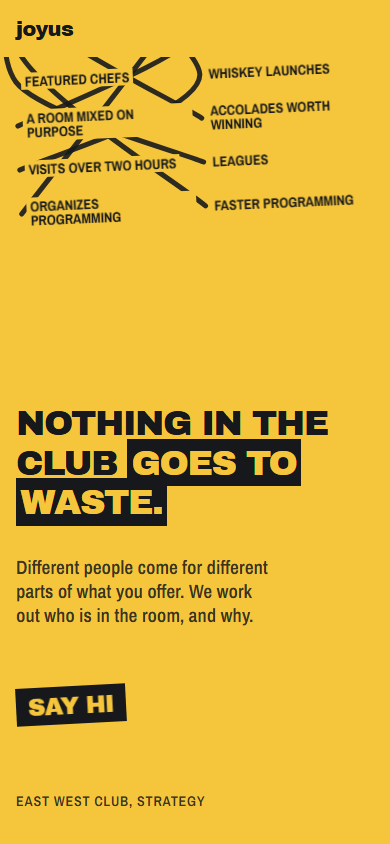 joyus
FEATURED CHEFS
WHISKEY LAUNCHES
A ROOM MIXED ON
PURPOSE
ACCOLADES WORTH
WINNING
VISITS OVER TWO HOURS
LEAGUES
ORGANIZES
PROGRAMMING
FASTER PROGRAMMING
NOTHING IN THE
CLUB GOES TO
WASTE.
Different people come for different
parts of what you offer. We work
out who is in the room, and why.
SAY HI
EAST WEST CLUB, STRATEGY